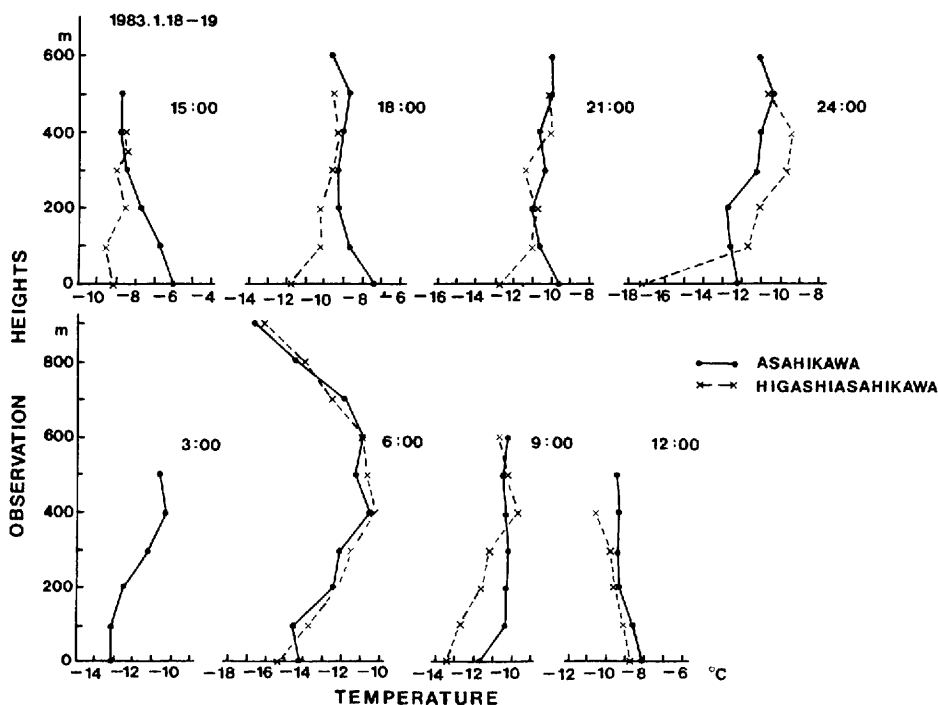 1983.1.18-19
m
600
400
200
0
15:00
18:00
21:00
24:00
-10 -8 -6 -4
-14 -12 -10 -8 -6
-16 -14 -12 -10 -8
-18 -16 -14 -12 -10 -8
OBSERVATION HEIGHTS
m
800
600
400
200
0
ASAHIKAWA
HIGASHIASAHIKAWA
3:00
6:00
9:00
12:00
-14 -12 -10 -8
-18 -16 -14 -12 -10
-14 -12 -10
-10 -8 -6 °C
TEMPERATURE